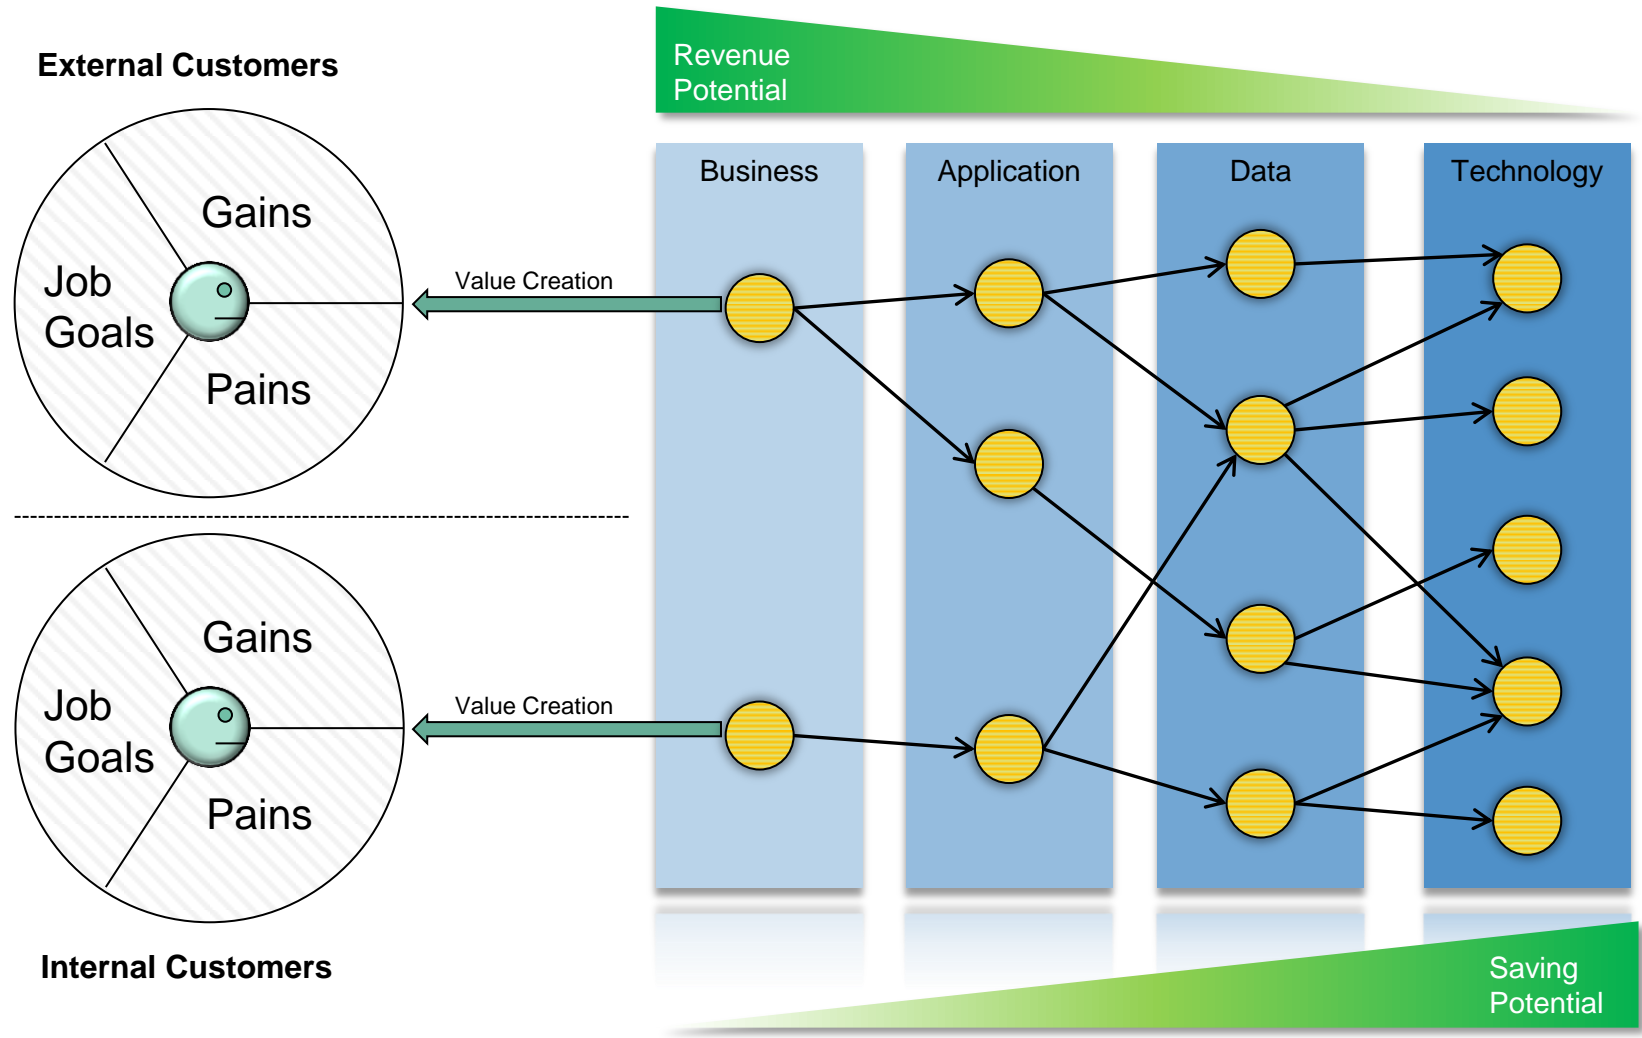 External Customers
Revenue
Potential
Business
Application
Data
Technology
Gains
Job
Goals
Pains
Value Creation
Gains
Job
Goals
Pains
Value Creation
Internal Customers
Saving
Potential